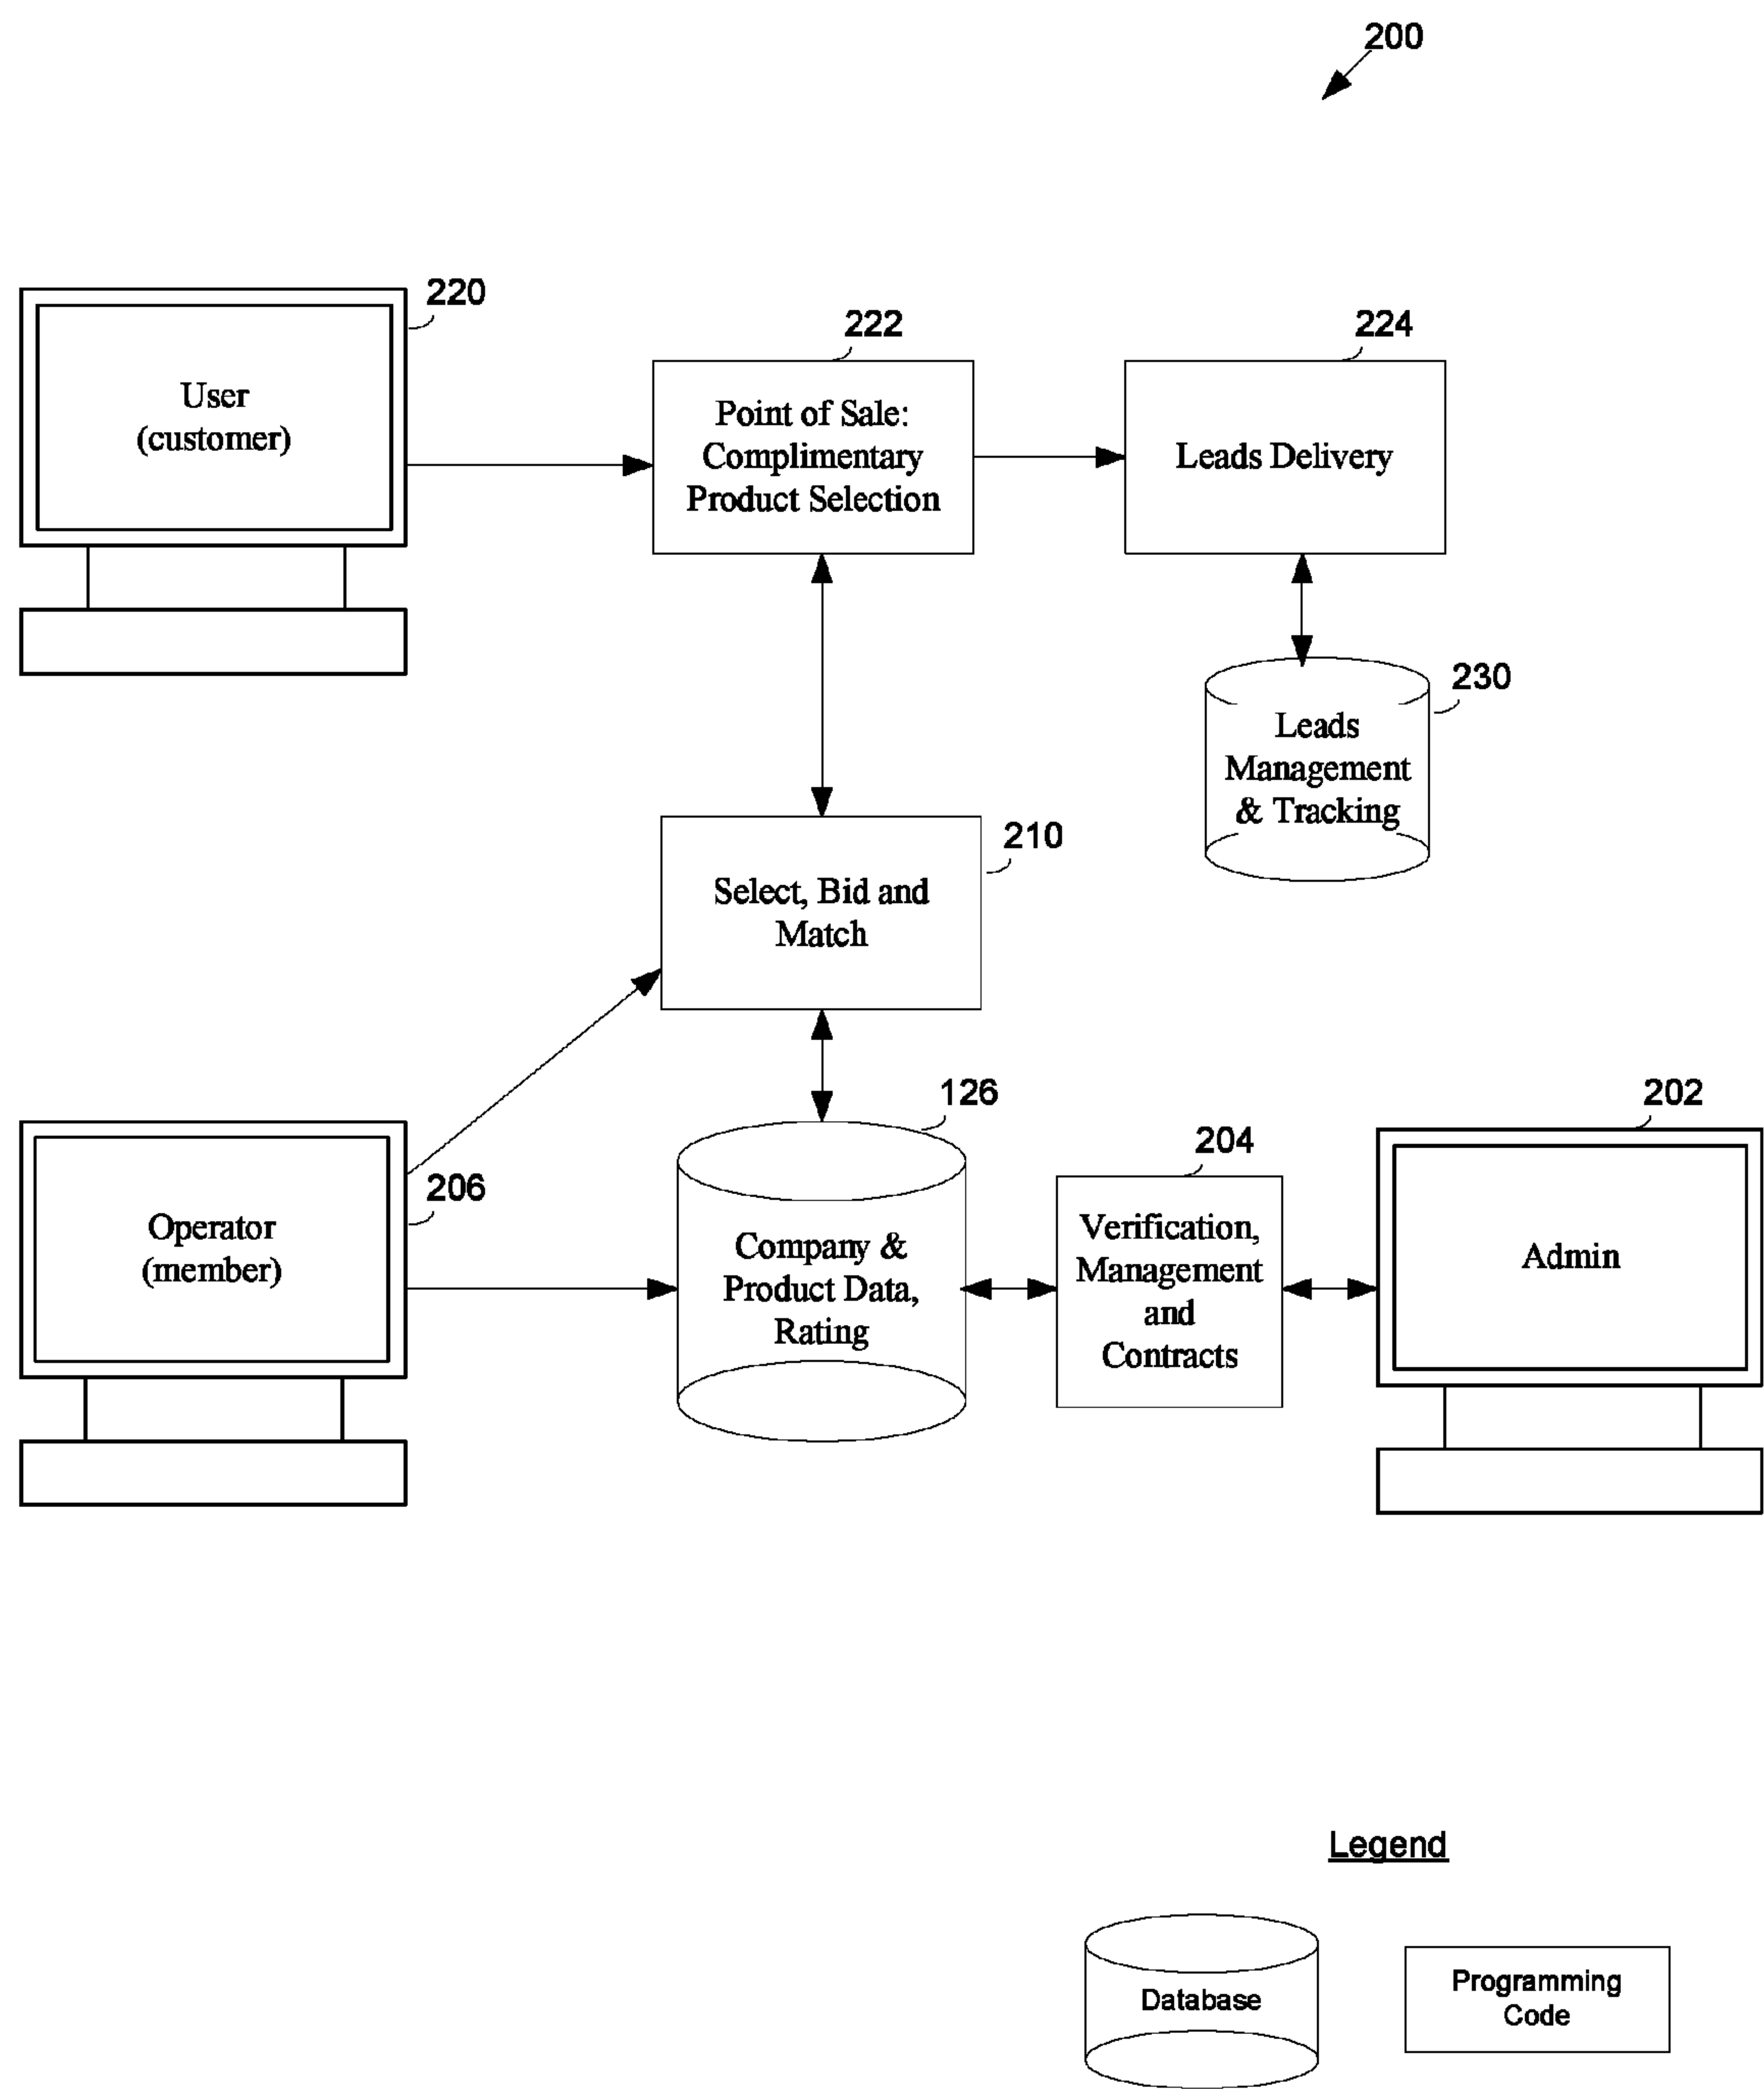 200
220
User
(customer)
222
Point of Sale:
Complimentary
Product Selection
224
Leads Delivery
230
Leads
Management
& Tracking
210
Select, Bid and
Match
206
Operator
(member)
126
Company &
Product Data,
Rating
204
Verification,
Management
and
Contracts
202
Admin
Legend
Database
Programming
Code